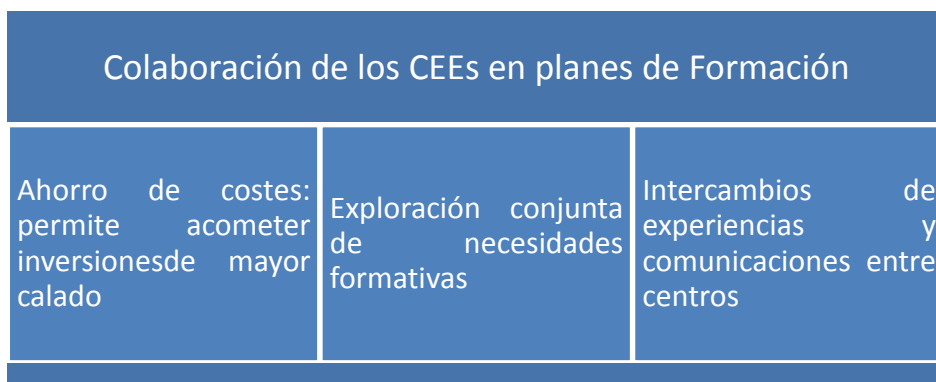 Colaboración de los CEEs en planes de Formación
Ahorro de costes:
permite acometer
inversionesde mayor
calado
Exploración conjunta
de necesidades
formativas
Intercambios de
experiencias y
comunicaciones entre
centros